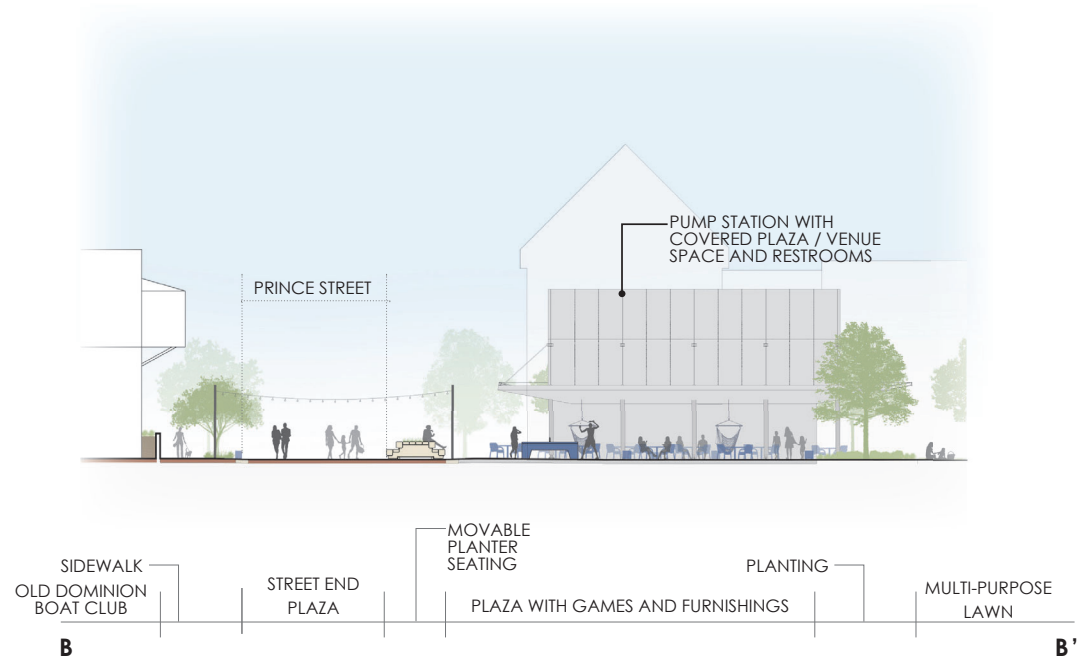 PUMP STATION WITH
COVERED PLAZA / VENUE
SPACE AND RESTROOMS
PRINCE STREET
MOVABLE
PLANTER
SEATING
SIDEWALK
PLANTING
OLD DOMINION
BOAT CLUB
STREET END
PLAZA
PLAZA WITH GAMES AND FURNISHINGS
MULTI-PURPOSE
LAWN
B
B'